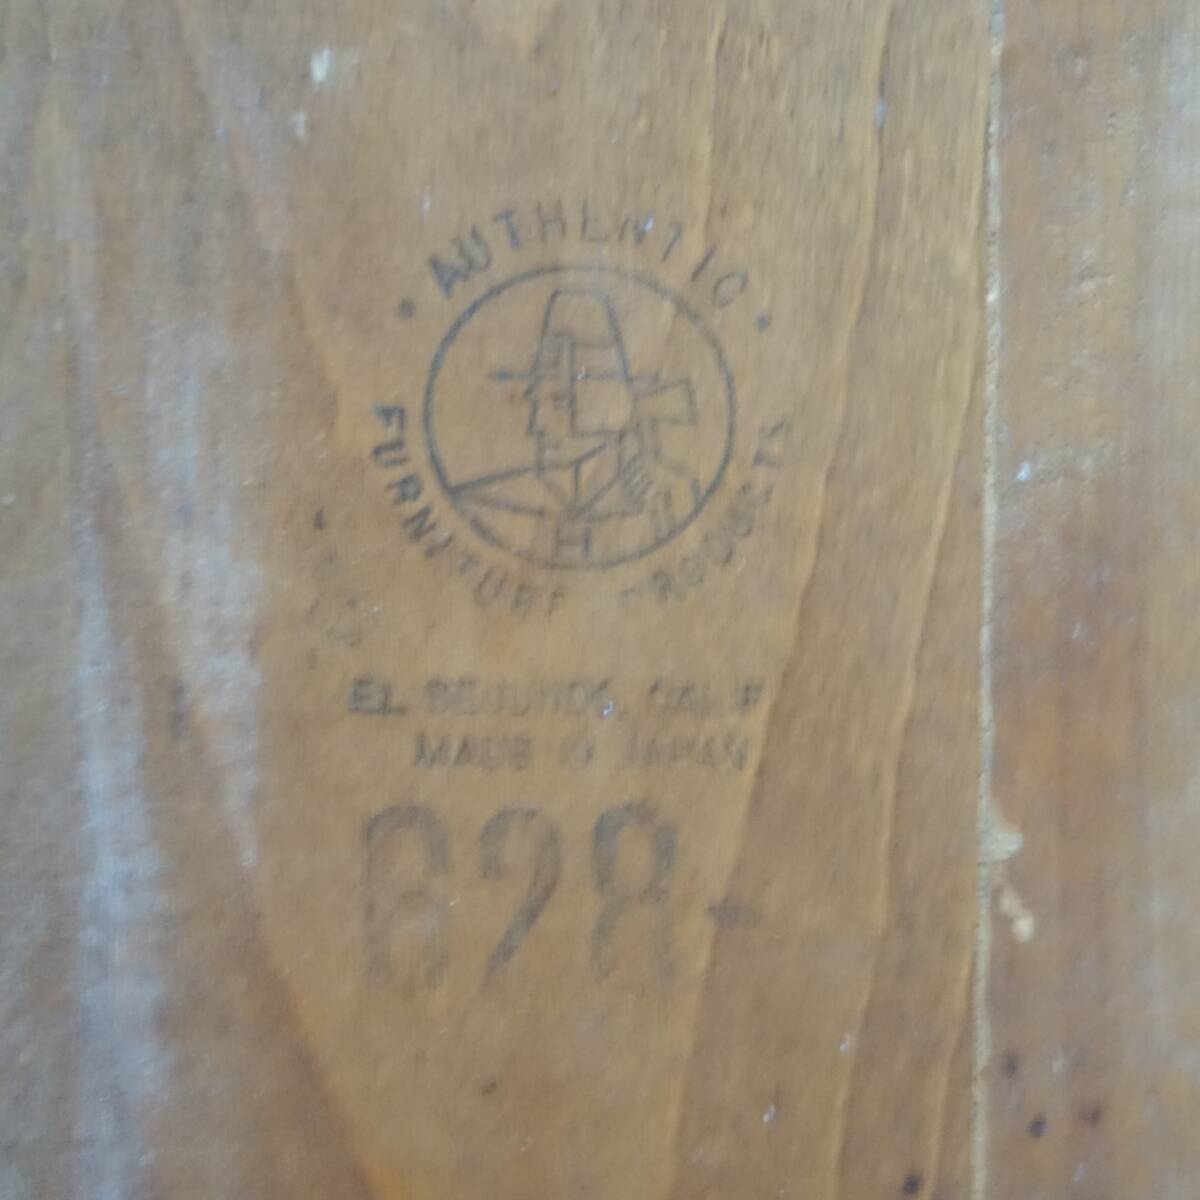 AUTHENTIC
FURNITURE PRODUCTS
EL SEGUNDO, CALIF
MADE IN JAPAN
628